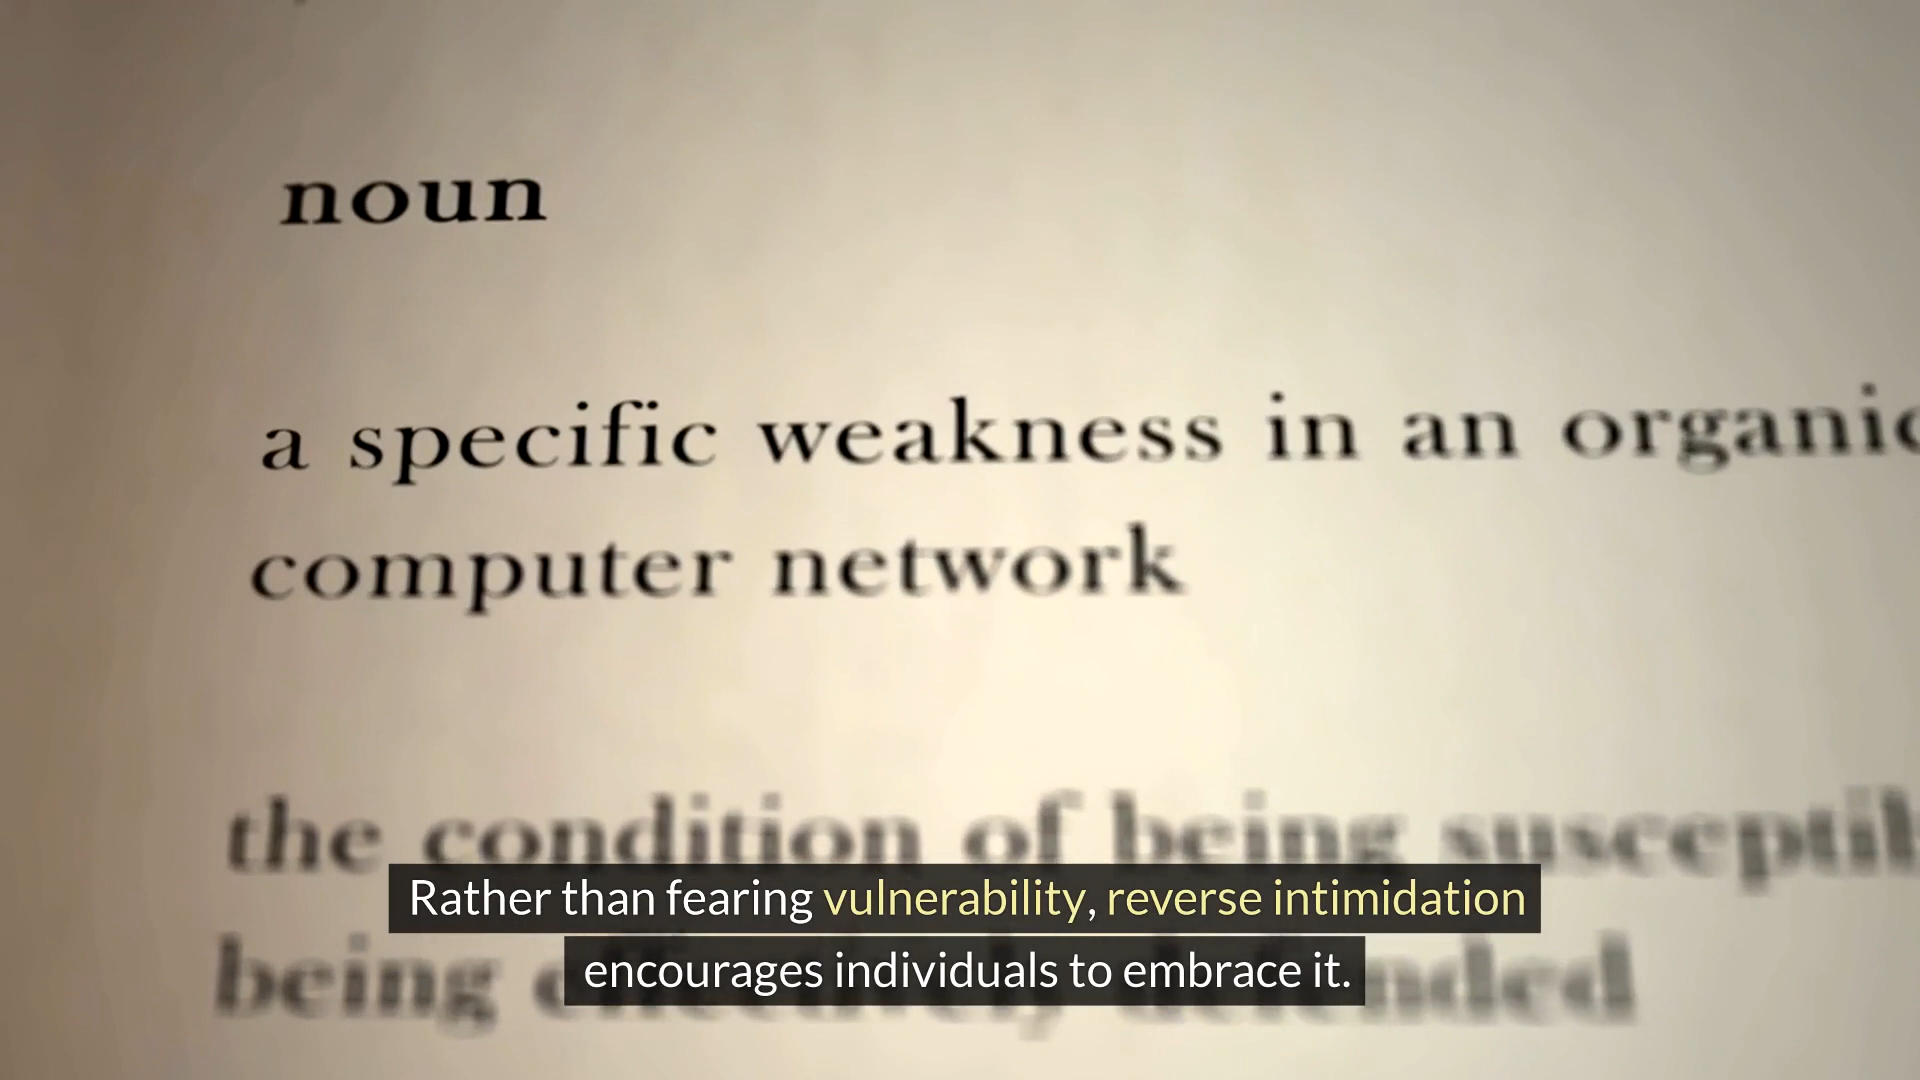 noun
a specific weakness in an organic
computer network
the condition of being
being
Rather than fearing vulnerability, reverse intimidation
encourages individuals to embrace it.